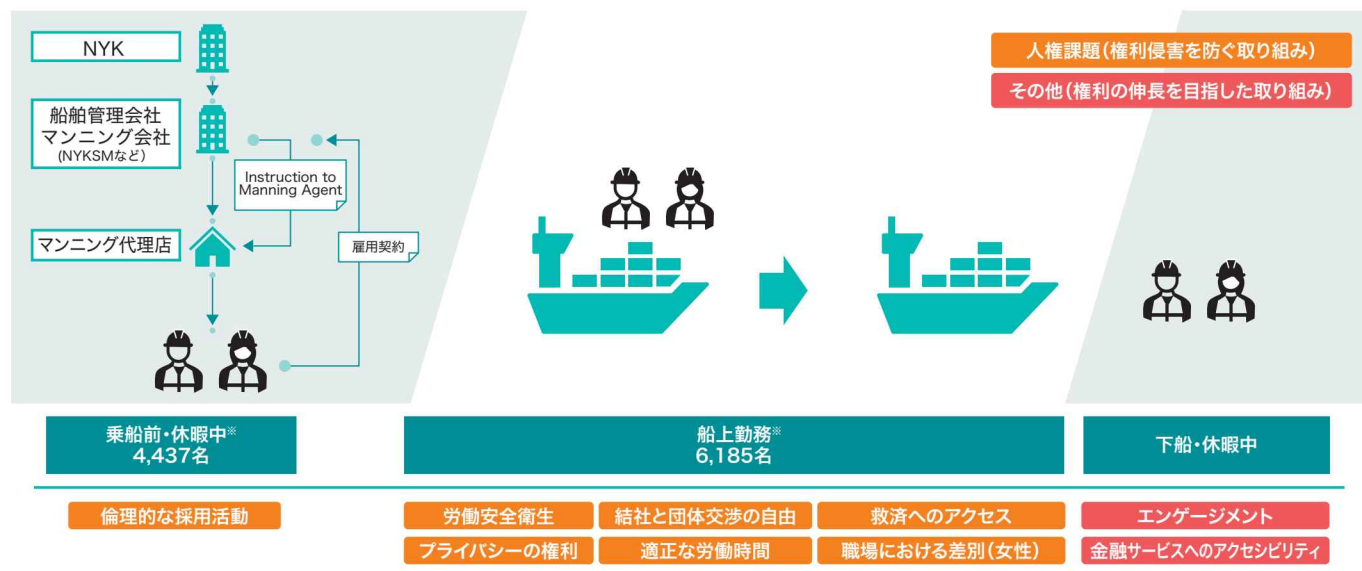 NYK
船舶管理会社
マンニング会社
(NYKSMなど)
Instruction to
Manning Agent
マンニング代理店
雇用契約
人権課題(権利侵害を防ぐ取り組み)
その他(権利の伸長を目指した取り組み)
乗船前・休暇中※
4,437名
船上勤務※
6,185名
下船・休暇中
倫理的な採用活動
労働安全衛生
結社と団体交渉の自由
救済へのアクセス
エンゲージメント
プライバシーの権利
適正な労働時間
職場における差別(女性)
金融サービスへのアクセシビリティ